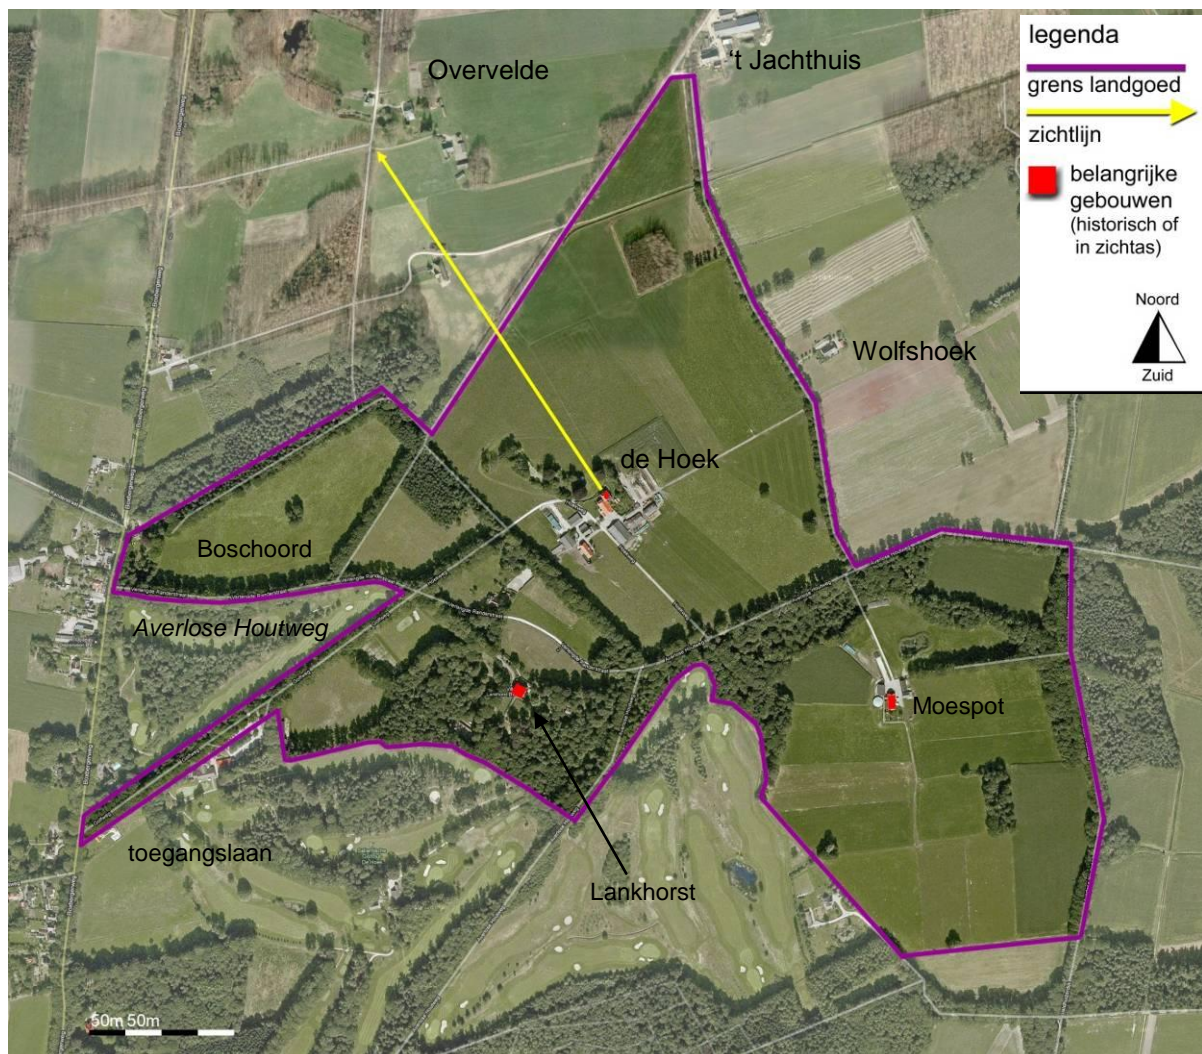 Overvelde
't Jachthuis
legenda
grens landgoed
zichtlijn
belangrijke
gebouwen
(historisch of
in zichtas)
Noord
Zuid
Wolfshoek
de Hoek
Boschoord
Averlose Houtweg
Moespot
toegangslaan
Lankhorst
50m 50m